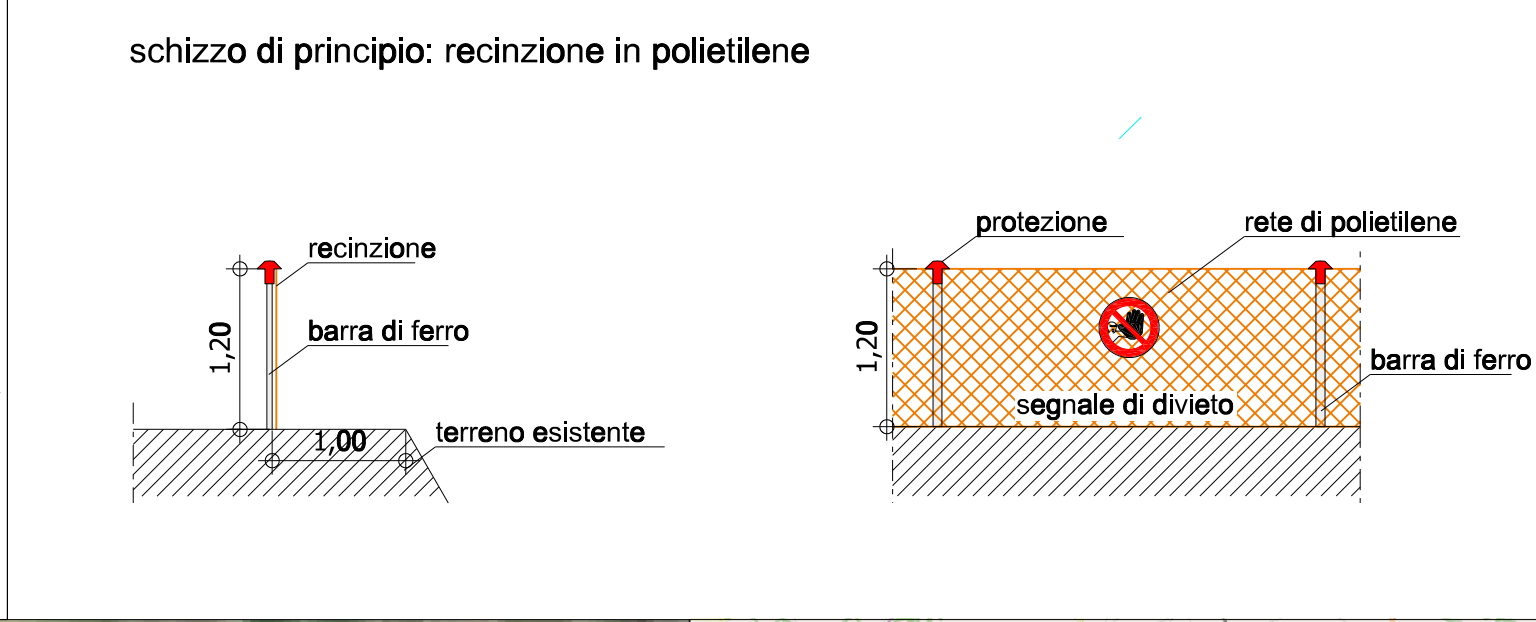 schizzo di principio: recinzione in polietilene
recinzione
barra di ferro
1,20
1,00
terreno esistente
protezione
rete di polietilene
1,20
barra di ferro
segnale di divieto